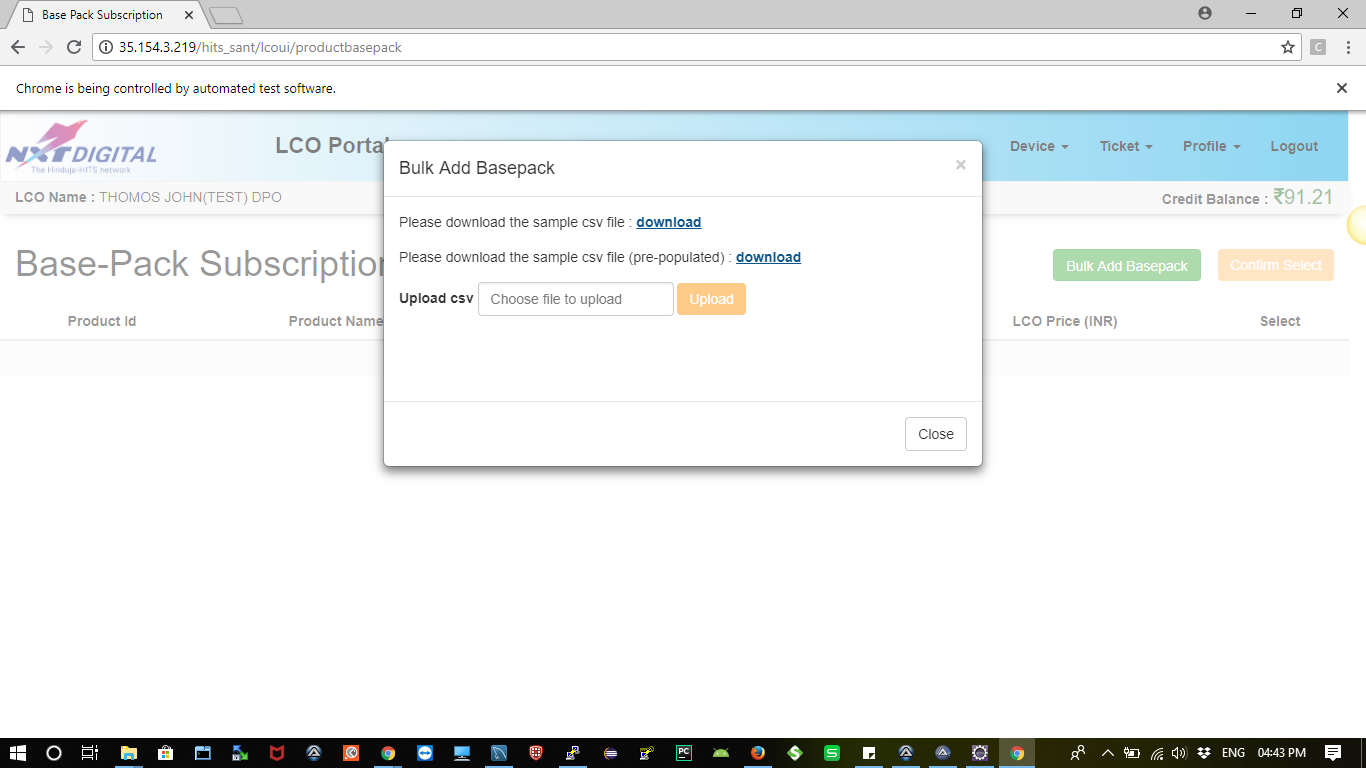 Base Pack Subscription
35.154.3.219/hits_sant/lcoui/productbasepack
C
Chrome is being controlled by automated test software.
NXTDIGITAL
The Hinduja-HITS network
LCO Portal
Device
Ticket
Profile
Logout
LCO Name : THOMOS JOHN(TEST) DPO
Credit Balance : ₹91.21
Base-Pack Subscription
Bulk Add Basepack
Confirm Select
Product Id
Product Name
LCO Price (INR)
Select
Bulk Add Basepack
×
Please download the sample csv file : download
Please download the sample csv file (pre-populated) : download
Upload csv
Choose file to upload
Upload
Close
PC
ENG
04:43 PM